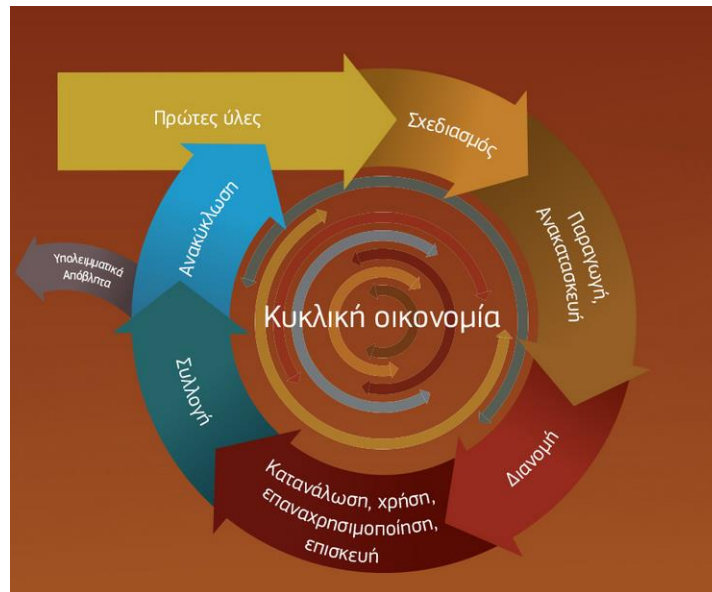 Πρώτες ύλες
Σχεδιασμός
Παραγωγή,
Ανακατασκευή
Διανομή
Κατανάλωση, χρήση,
επαναχρησιμοποίηση,
επισκευή
Συλλογή
Ανακύκλωση
Υπολειμματικά
Απόβλητα
Κυκλική οικονομία